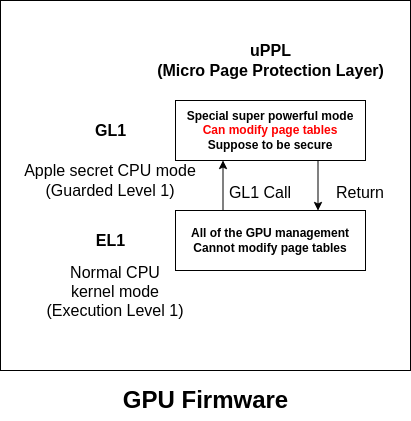 uPPL
(Micro Page Protection Layer)
GL1
Special super powerful mode
Can modify page tables
Suppose to be secure
Apple secret CPU mode
(Guarded Level 1)
GL1 Call
Return
EL1
All of the GPU management
Cannot modify page tables
Normal CPU
kernel mode
(Execution Level 1)
GPU Firmware